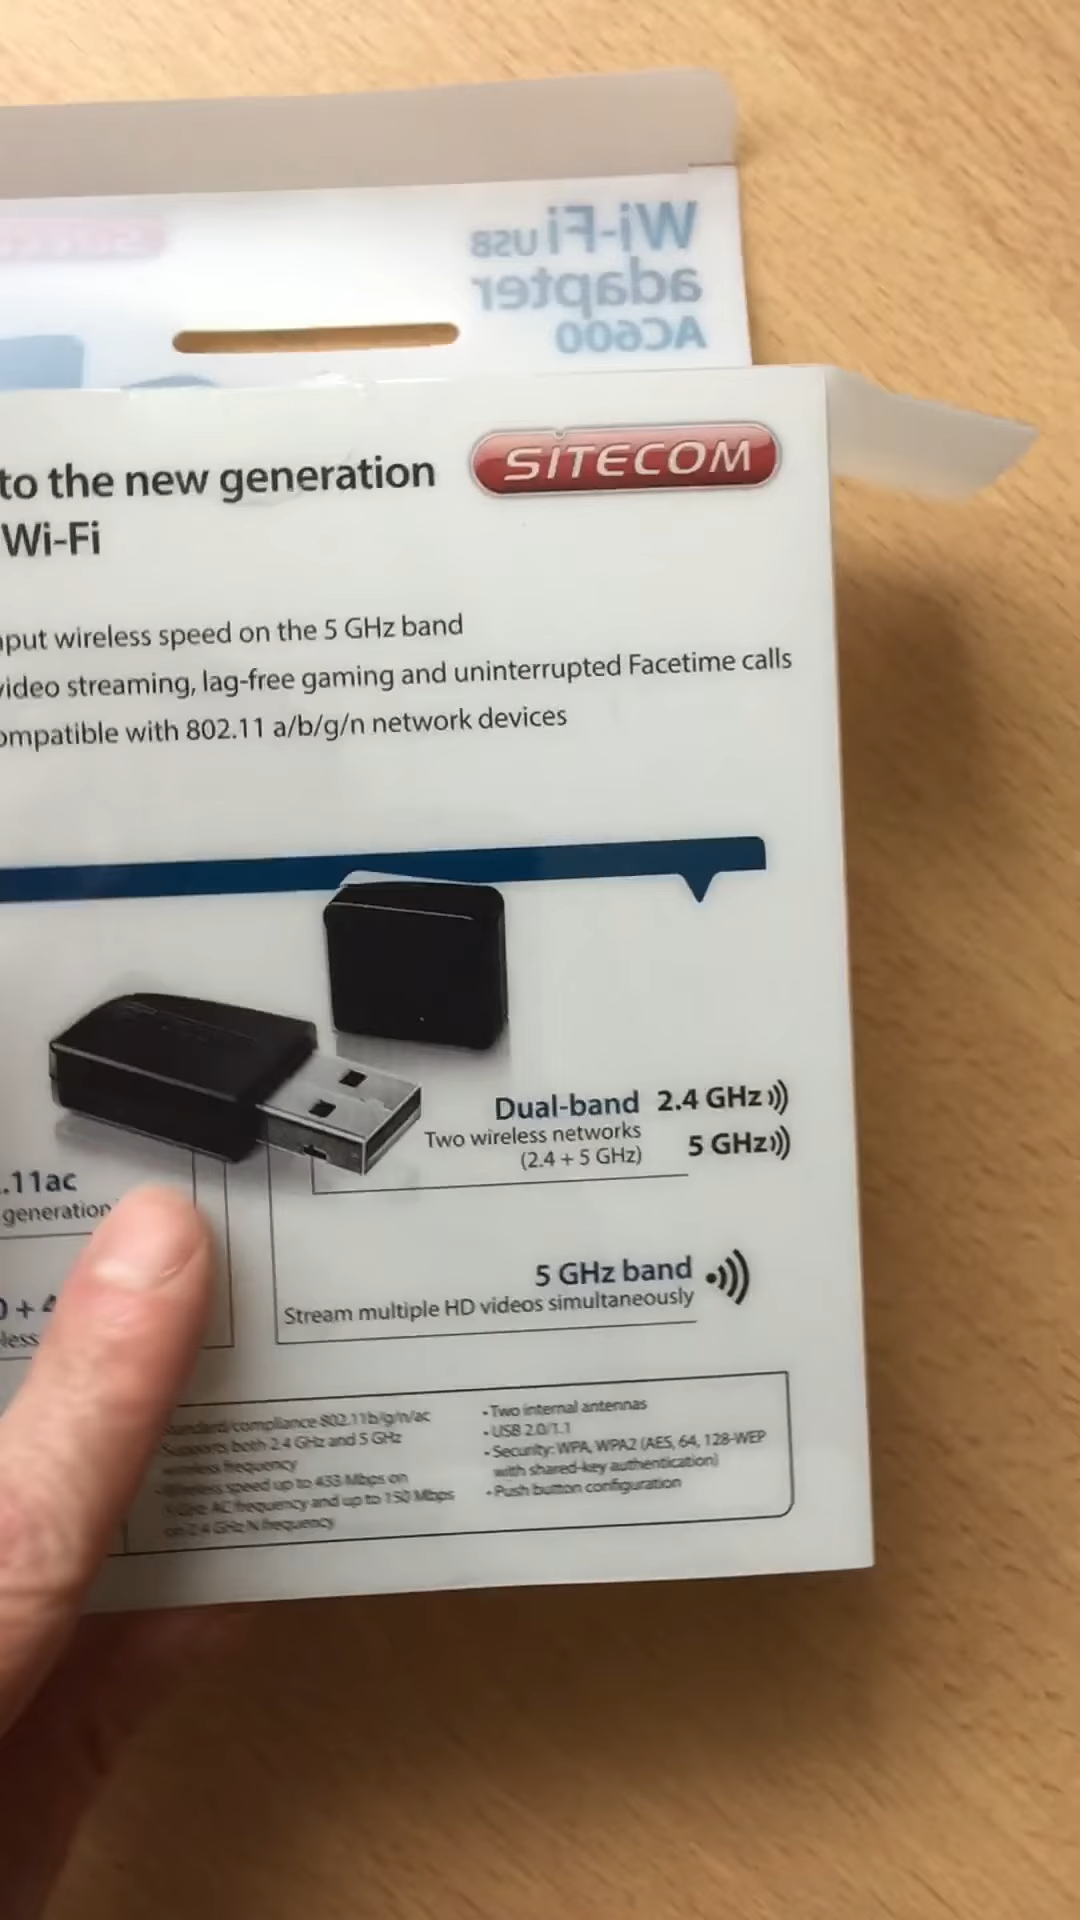 Wi-Fi USB
adapter
AC600
SITECOM
to the new generation
Wi-Fi
wireless speed on the 5 GHz band
video streaming, lag-free gaming and uninterrupted Facetime calls
ompatible with 802.11 a/b/g/n network devices
Dual-band 2.4 GHz
Two wireless networks
5 GHz
(2.4 + 5 GHz)
.11ac
generation
5 GHz band
Stream multiple HD videos simultaneously
compliance 802.11b/g/n/ac
Supports both 2.4 GHz and 5 GHz
wireless frequency
• Wireless speed up to 433 Mbps on
5 GHz AC frequency and up to 150 Mbps
on 2.4 GHz N frequency
• Two internal antennas
• USB 2.0/1.1
• Security: WPA, WPA2 (AES, 64, 128-WEP
with shared-key authentication)
• Push button configuration